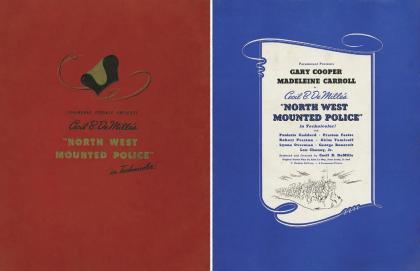 PARAMOUNT PROUDLY PRESENTS
Cecil B. DeMille's
"NORTH WEST
MOUNTED POLICE"
in Technicolor!
Paramount Presents
GARY COOPER
MADELEINE CARROLL
in
Cecil B. DeMille's
"NORTH WEST
MOUNTED POLICE"
in Technicolor!
with
Paulette Goddard • Preston Foster
Robert Preston • Akim Tamiroff
Lynne Overman • George Bancroft
Lon Chaney, Jr.
Produced and Directed by Cecil B. DeMille